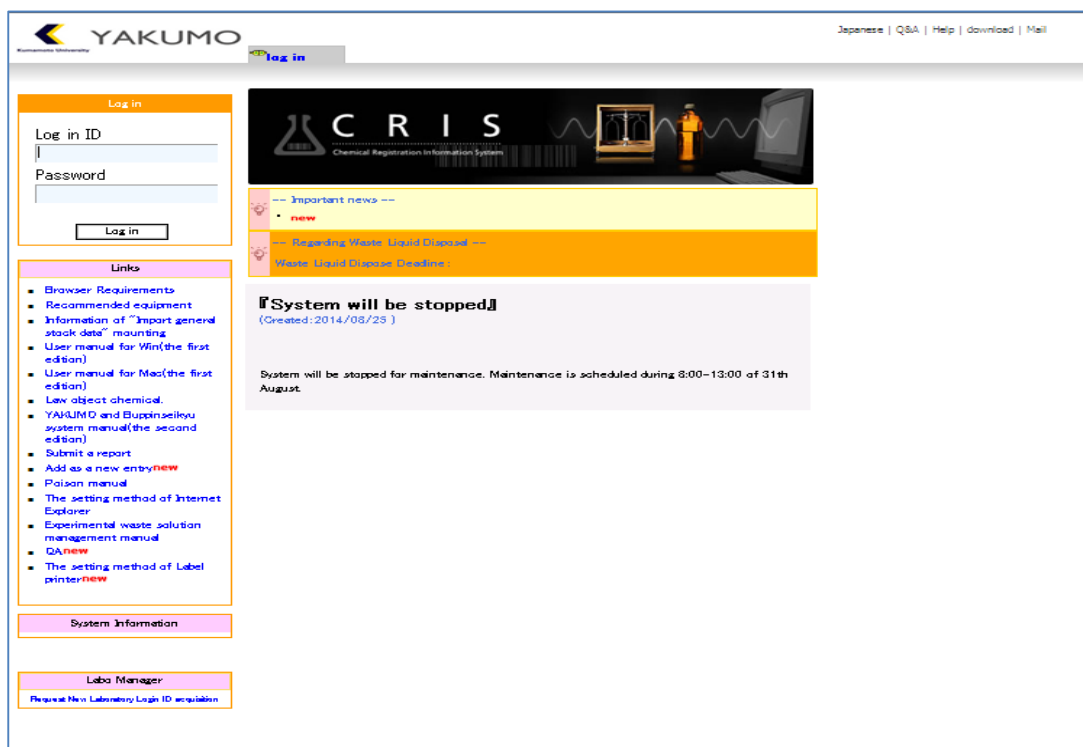 YAKUMO
Kumamoto University
log in
Japanese | Q&A | Help | download | Mail
Log in
Log in ID
Password
Log in
Links
Browser Requirements
Recommended equipment
Information of "Import general
stock data" mounting
User manual for Win(the first
edition)
User manual for Mac(the first
edition)
Law object chemical.
YAKUMO and Buppinseikyu
system manual(the second
edition)
Submit a report
Add as a new entrynew
Poison manual
The setting method of Internet
Explorer
Experimental waste solution
management manual
QAnew
The setting method of Label
printernew
System Information
Labo Manager
Request New Laboratory Login ID acquisition
CRIS
Chemical Registration Information System
-- Important news --
・ new
-- Regarding Waste Liquid Disposal --
Waste Liquid Dispose Deadline :
『System will be stopped』
(Created:2014/08/25 )
System will be stopped for maintenance. Maintenance is scheduled during 8:00-13:00 of 31th
August.